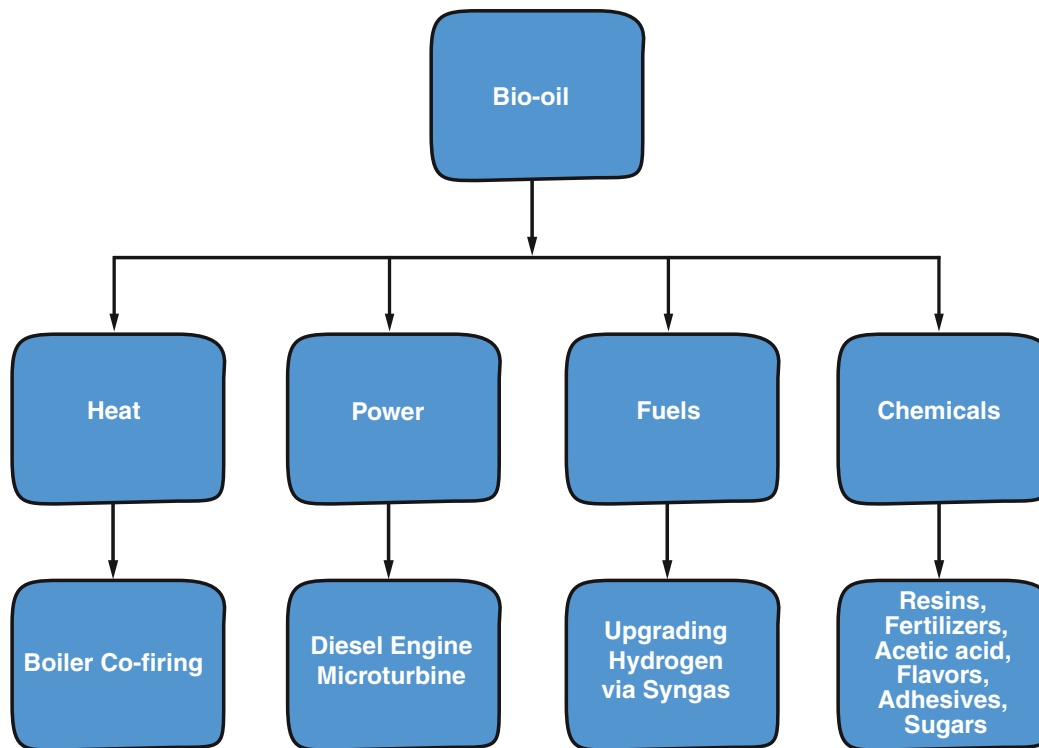 Bio-oil
Heat
Power
Fuels
Chemicals
Boiler Co-firing
Diesel Engine
Microturbine
Upgrading
Hydrogen
via Syngas
Resins,
Fertilizers,
Acetic acid,
Flavors,
Adhesives,
Sugars